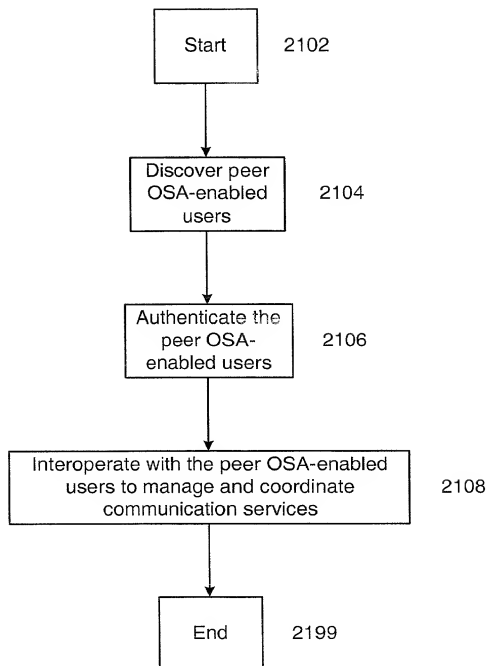 Start 2102
Discover peer
OSA-enabled 2104
users
Authenticate the
peer OSA- 2106
enabled users
Interoperate with the peer OSA-enabled
users to manage and coordinate 2108
communication services
End 2199